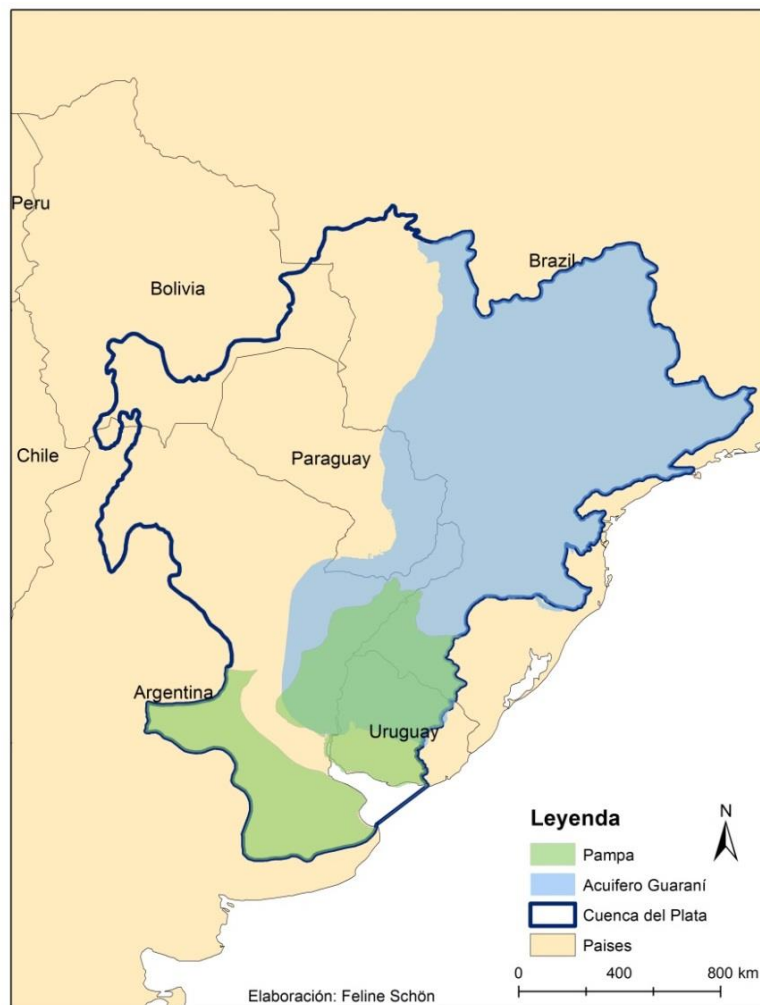 Peru
Bolivia
Brazil
Chile
Paraguay
Argentina
Uruguay
Leyenda
N
Pampa
Acuifero Guaraní
Cuenca del Plata
Paises
0 400 800 km
Elaboración: Feline Schön